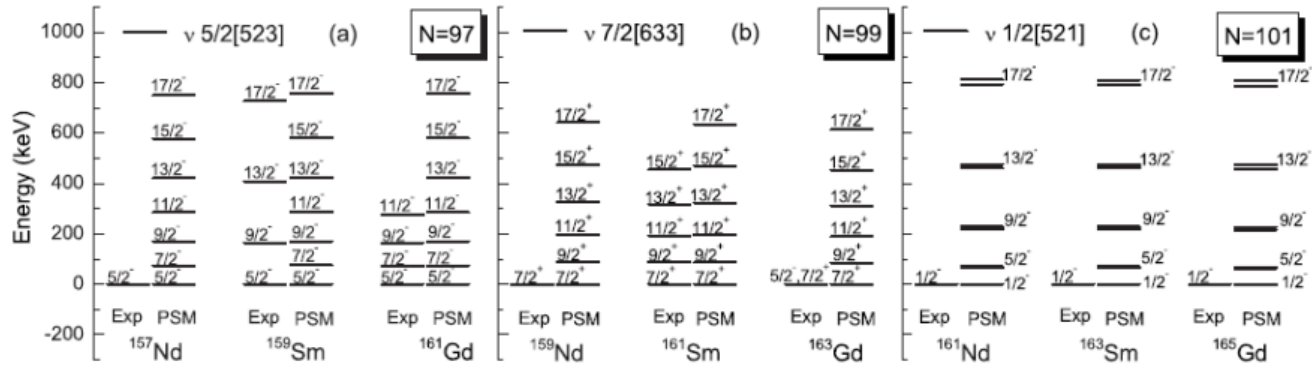 1000 ν 5/2[523] (a) N=97 ν 7/2[633] (b) N=99 ν 1/2[521] (c) N=101
800 17/2⁻ 17/2⁻ 17/2⁻ 17/2⁻ 17/2⁻ 17/2⁻ 17/2⁻
600 15/2⁻ 15/2⁻ 15/2⁻ 17/2⁺ 17/2⁺ 17/2⁺
400 13/2⁻ 13/2⁻ 13/2⁻ 13/2⁻ 15/2⁺ 15/2⁺ 15/2⁺ 15/2⁺ 13/2⁻ 13/2⁻ 13/2⁻
11/2⁻ 11/2⁻ 11/2⁻ 11/2⁻ 13/2⁺ 13/2⁺ 13/2⁺ 13/2⁺
200 9/2⁻ 9/2⁻ 9/2⁻ 9/2⁻ 9/2⁻ 11/2⁺ 11/2⁺ 11/2⁺ 11/2⁺ 9/2⁻ 9/2⁻ 9/2⁻
7/2⁻ 7/2⁻ 7/2⁻ 7/2⁻ 9/2⁺ 9/2⁺ 9/2⁺ 9/2⁺ 5/2⁻ 5/2⁻ 5/2⁻
0 5/2⁻ 5/2⁻ 5/2⁻ 5/2⁻ 5/2⁻ 5/2⁻ 7/2⁺ 7/2⁺ 7/2⁺ 7/2⁺ 5/2⁻,7/2⁺ 7/2⁺ 1/2⁻ 1/2⁻ 1/2⁻ 1/2⁻ 1/2⁻ 1/2⁻
-200 Exp PSM Exp PSM Exp PSM Exp PSM Exp PSM Exp PSM Exp PSM Exp PSM Exp PSM
¹⁵⁷Nd ¹⁵⁹Sm ¹⁶¹Gd ¹⁵⁹Nd ¹⁶¹Sm ¹⁶³Gd ¹⁶¹Nd ¹⁶³Sm ¹⁶⁵Gd
Energy (keV)